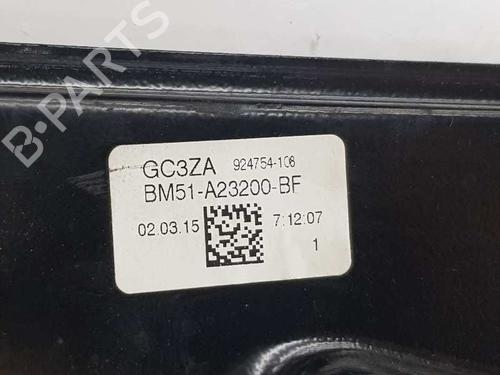 B-PARTS
GC3ZA 924754-106
BM51-A23200-BF
02.03.15 7:12:07
1